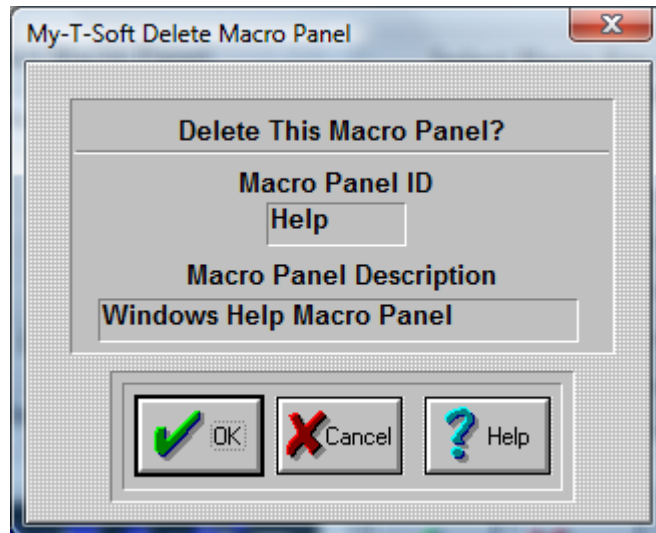 My-T-Soft Delete Macro Panel
Delete This Macro Panel?
Macro Panel ID
Help
Macro Panel Description
Windows Help Macro Panel
OK Cancel Help